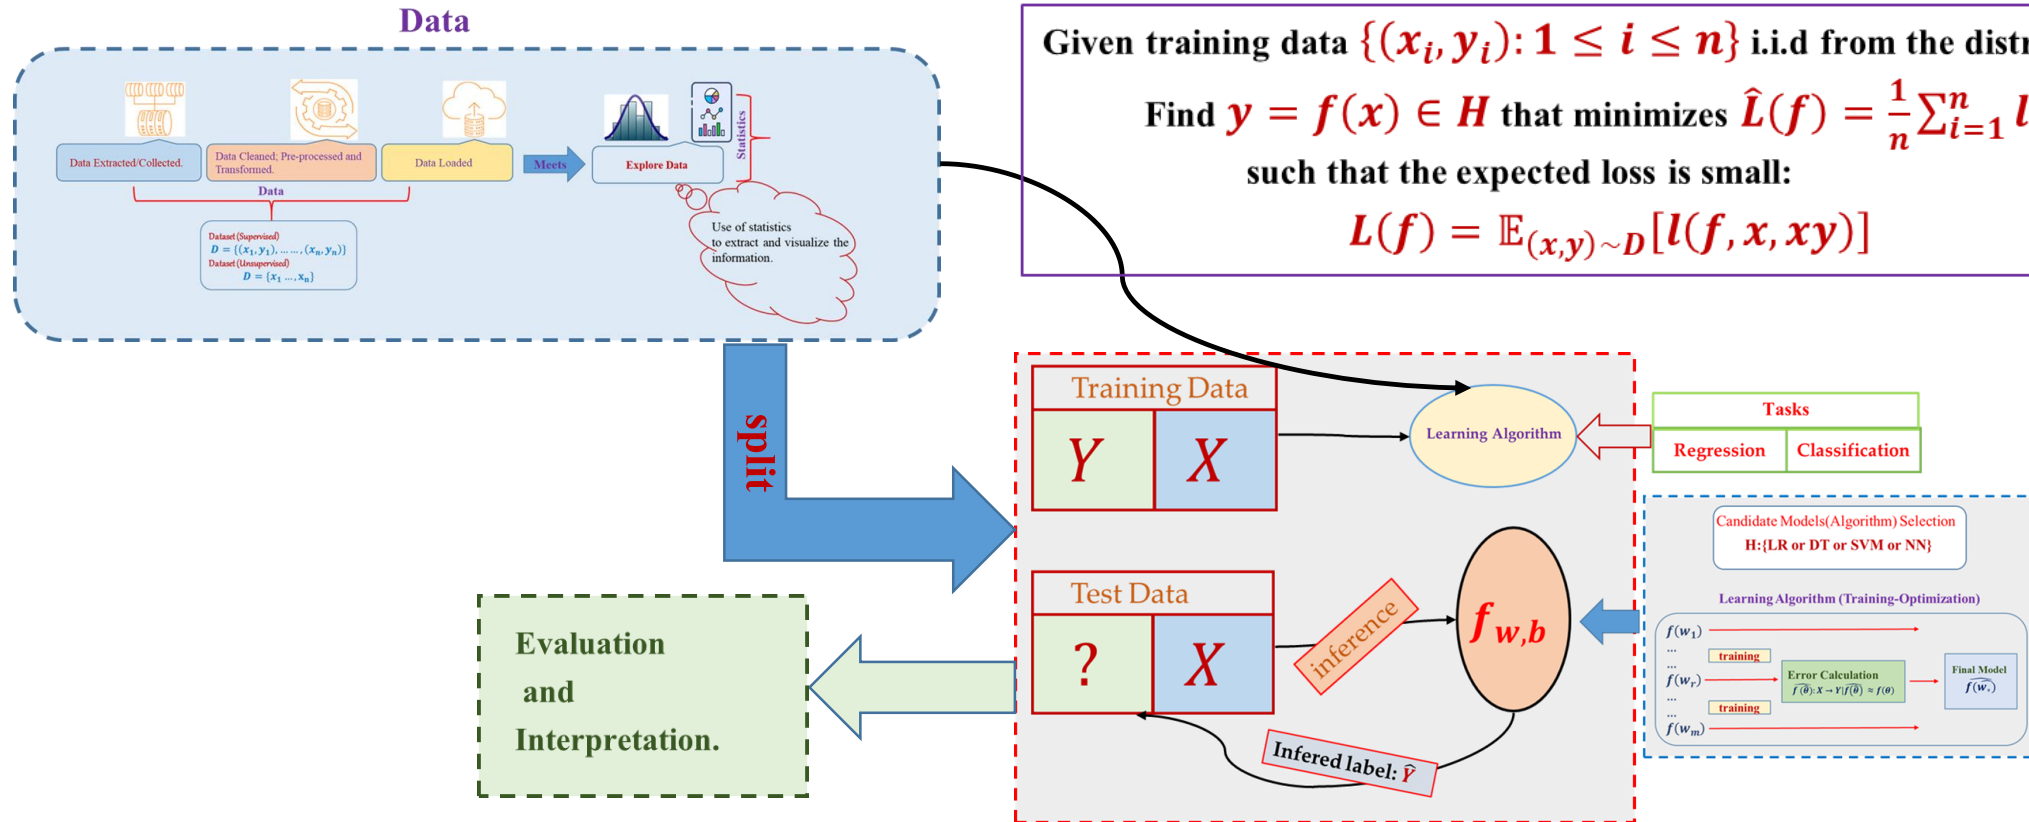 Data
Given training data {(xᵢ, yᵢ): 1 ≤ i ≤ n} i.i.d from the distr
Find y = f(x) ∈ H that minimizes L̂(f) = 1/n ∑ⁿᵢ₌₁ l
such that the expected loss is small:
L(f) = 𝔼₍ₓ,ᵧ₎~D[l(f, x, xy)]
Data Extracted/Collected.
Data Cleaned; Pre-processed and
Transformed.
Data Loaded
Meets
Explore Data
Statistics
Data
Dataset(Supervised)
D = {(x₁, y₁), … …, (xₙ, yₙ)}
Dataset(Unsupervised)
D = {x₁ …, xₙ}
Use of statistics
to extract and visualize the
information.
split
Training Data
Y X
Learning Algorithm
Tasks
Regression Classification
Test Data
? X
inference
f w,b
Infered label: Ŷ
Candidate Models(Algorithm) Selection
H:{LR or DT or SVM or NN}
Learning Algorithm (Training-Optimization)
f(w₁)
...
...
training
f(wᵣ)
Error Calculation
f(θ)̂: X → Y|f(θ)̂ ≈ f(θ)
Final Model
f(w∗)̂
...
...
training
f(wₘ)
Evaluation
and
Interpretation.